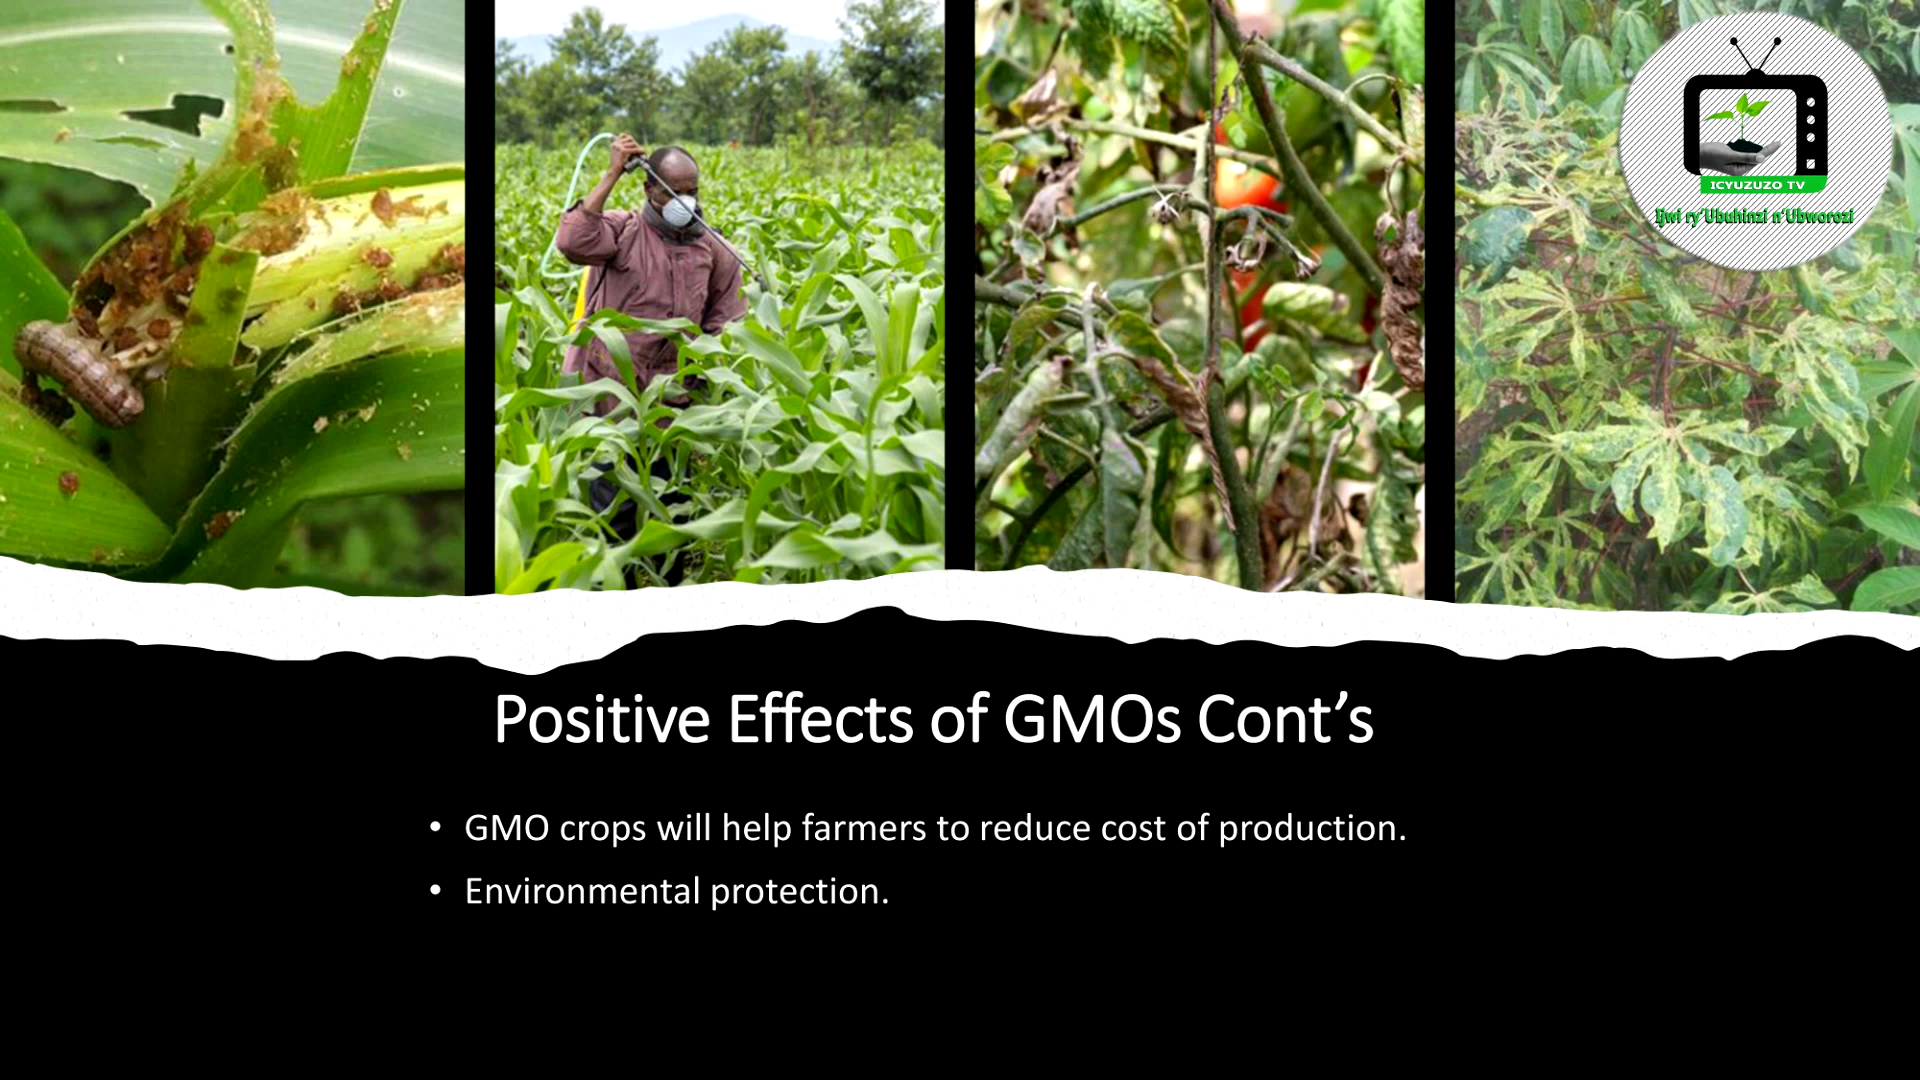 ICYUZUZO TV
Ijwi ry'Ubuhinzi n'Ubworozi
Positive Effects of GMOs Cont’s
• GMO crops will help farmers to reduce cost of production.
• Environmental protection.